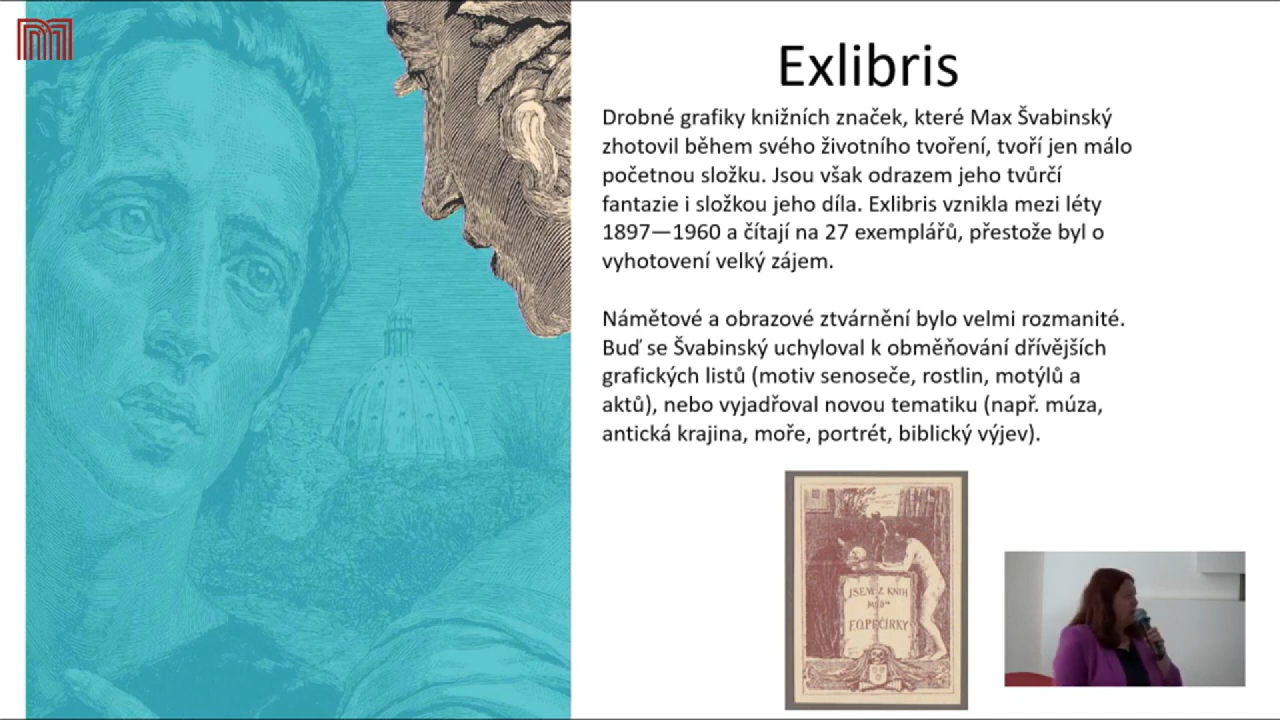 Exlibris
Drobné grafiky knižních značek, které Max Švabinský
zhotovil během svého životního tvoření, tvoří jen málo
početnou složku. Jsou však odrazem jeho tvůrčí
fantazie i složkou jeho díla. Exlibris vznikla mezi léty
1897—1960 a čítají na 27 exemplářů, přestože byl o
vyhotovení velký zájem.
Námětové a obrazové ztvárnění bylo velmi rozmanité.
Buď se Švabinský uchyloval k obměňování dřívějších
grafických listů (motiv senoseče, rostlin, motýlů a
aktů), nebo vyjadřoval novou tematiku (např. múza,
antická krajina, moře, portrét, biblický výjev).
JSEM Z KNIH
F.O.PEČÍRKY